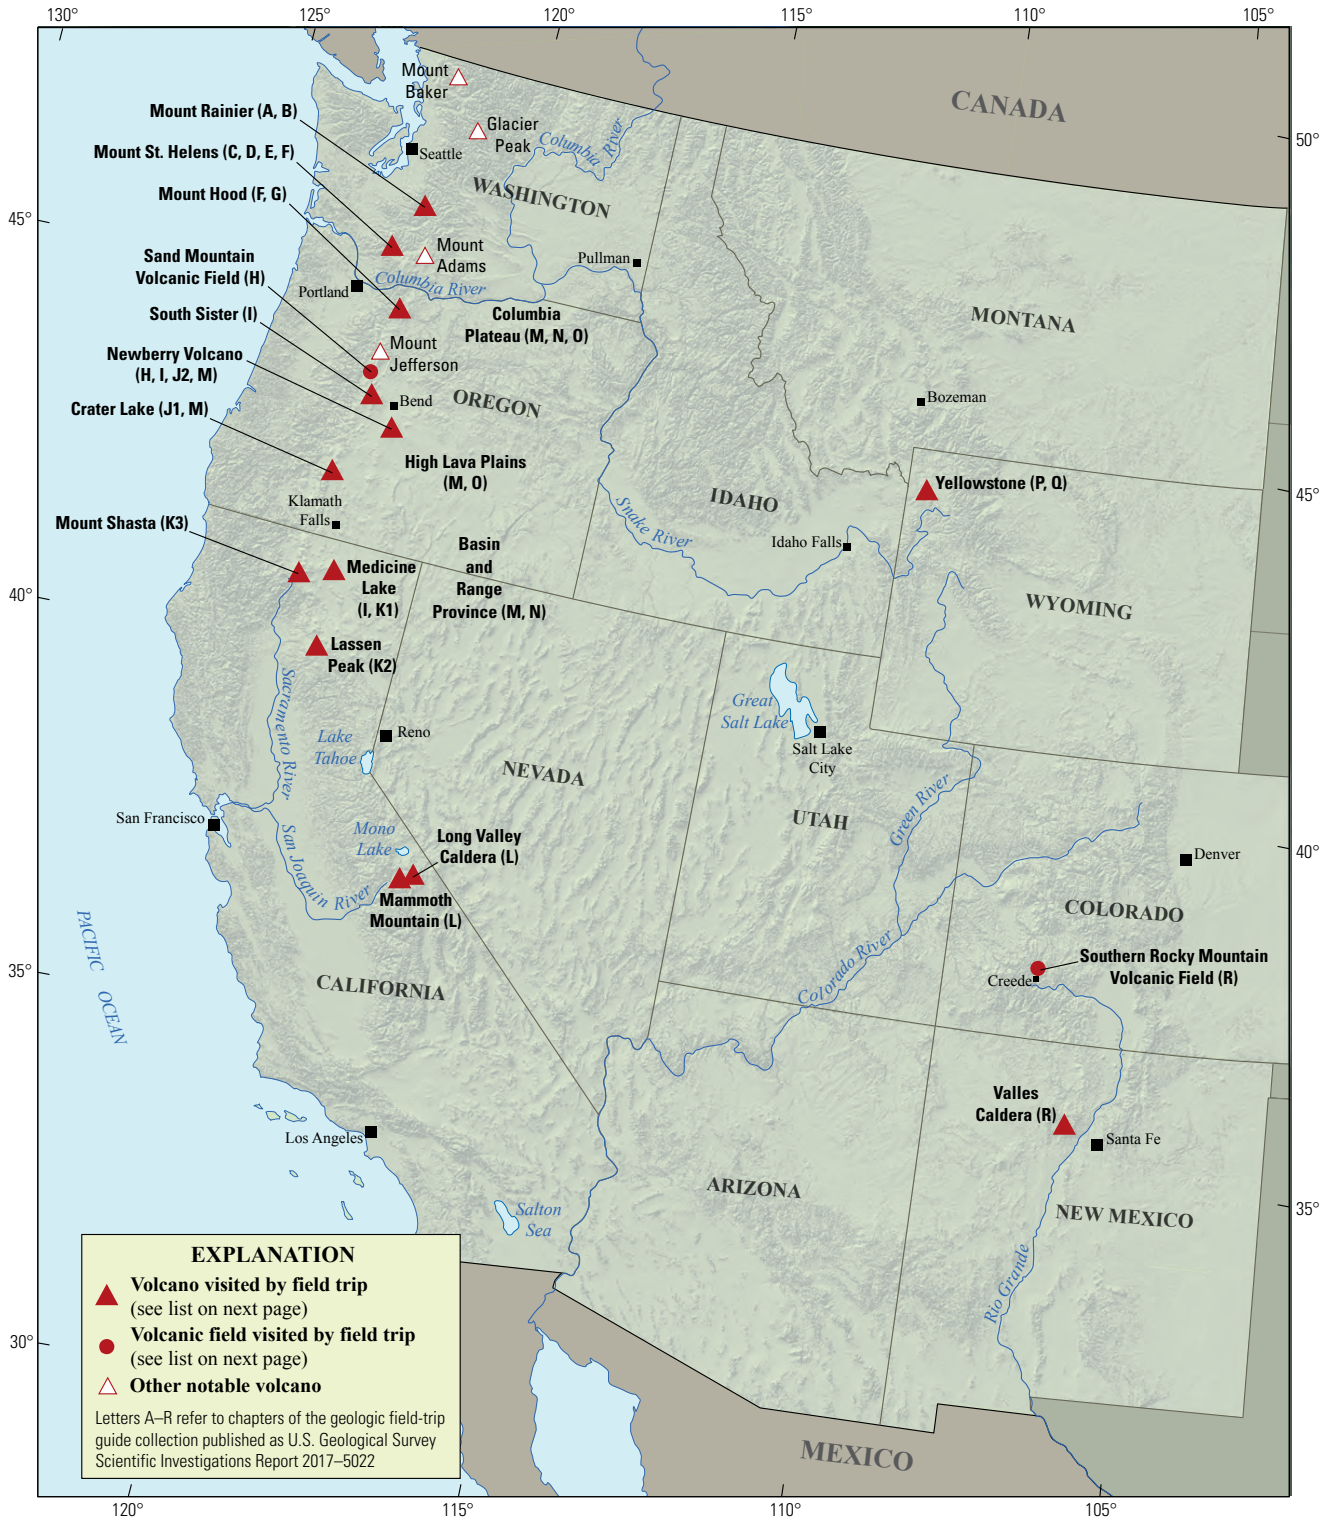 130°
125°
120°
115°
110°
105°
CANADA
50°
Mount
Baker
Mount Rainier (A, B)
Glacier
Peak
Columbia River
Seattle
Mount St. Helens (C, D, E, F)
WASHINGTON
Mount Hood (F, G)
45°
Mount
Adams
Pullman
Sand Mountain
Volcanic Field (H)
Columbia River
Portland
South Sister (I)
Columbia
Plateau (M, N, O)
MONTANA
Mount
Jefferson
Newberry Volcano
(H, I, J2, M)
Bend
OREGON
Bozeman
Crater Lake (J1, M)
High Lava Plains
(M, O)
Yellowstone (P, Q)
45°
IDAHO
Klamath
Falls
Snake River
Mount Shasta (K3)
Idaho Falls
Basin
and
Range
Province (M, N)
Medicine
Lake
(I, K1)
40°
WYOMING
Lassen
Peak (K2)
Sacramento River
Great
Salt Lake
Reno
Lake
Tahoe
Salt Lake
City
NEVADA
Green River
UTAH
San Francisco
San Joaquin River
Mono
Lake
Long Valley
Caldera (L)
40°
Denver
Mammoth
Mountain (L)
COLORADO
PACIFIC OCEAN
35°
Colorado River
Southern Rocky Mountain
Volcanic Field (R)
Creede
CALIFORNIA
Valles
Caldera (R)
Los Angeles
Santa Fe
ARIZONA
35°
Salton
Sea
NEW MEXICO
Rio Grande
30°
EXPLANATION
Volcano visited by field trip
(see list on next page)
Volcanic field visited by field trip
(see list on next page)
Other notable volcano
Letters A–R refer to chapters of the geologic field-trip
guide collection published as U.S. Geological Survey
Scientific Investigations Report 2017–5022
MEXICO
120°
115°
110°
105°